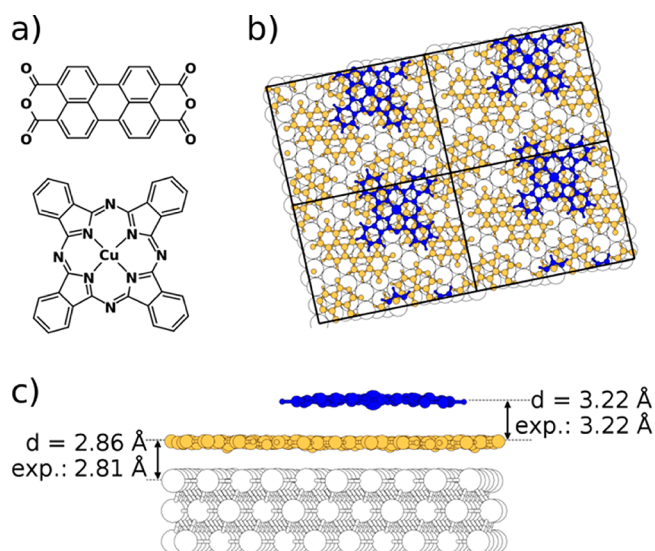 a)
b)
O
O
O
O
O
O
N
N
N
N
Cu
N
N
N
N
c)
d = 3.22 Å
exp.: 3.22 Å
d = 2.86 Å
exp.: 2.81 Å